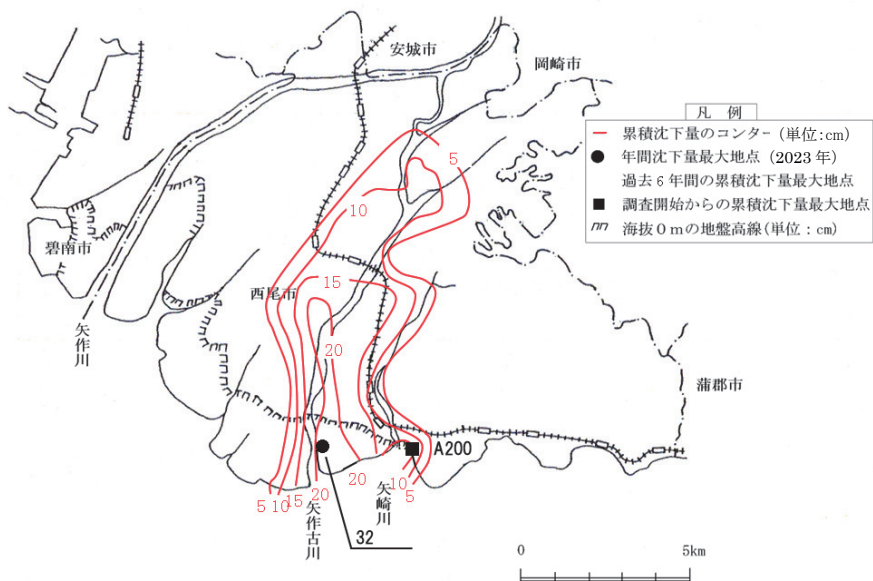 安城市
岡崎市
凡 例
累積沈下量のコンター(単位:cm)
年間沈下量最大地点(2023年)
過去6年間の累積沈下量最大地点
調査開始からの累積沈下量最大地点
海抜0mの地盤高線(単位:cm)
5
10
碧南市
西尾市
15
矢作川
20
蒲郡市
A200
20
10
5
5
10
15
20
矢崎川
矢作古川
32
0
5km